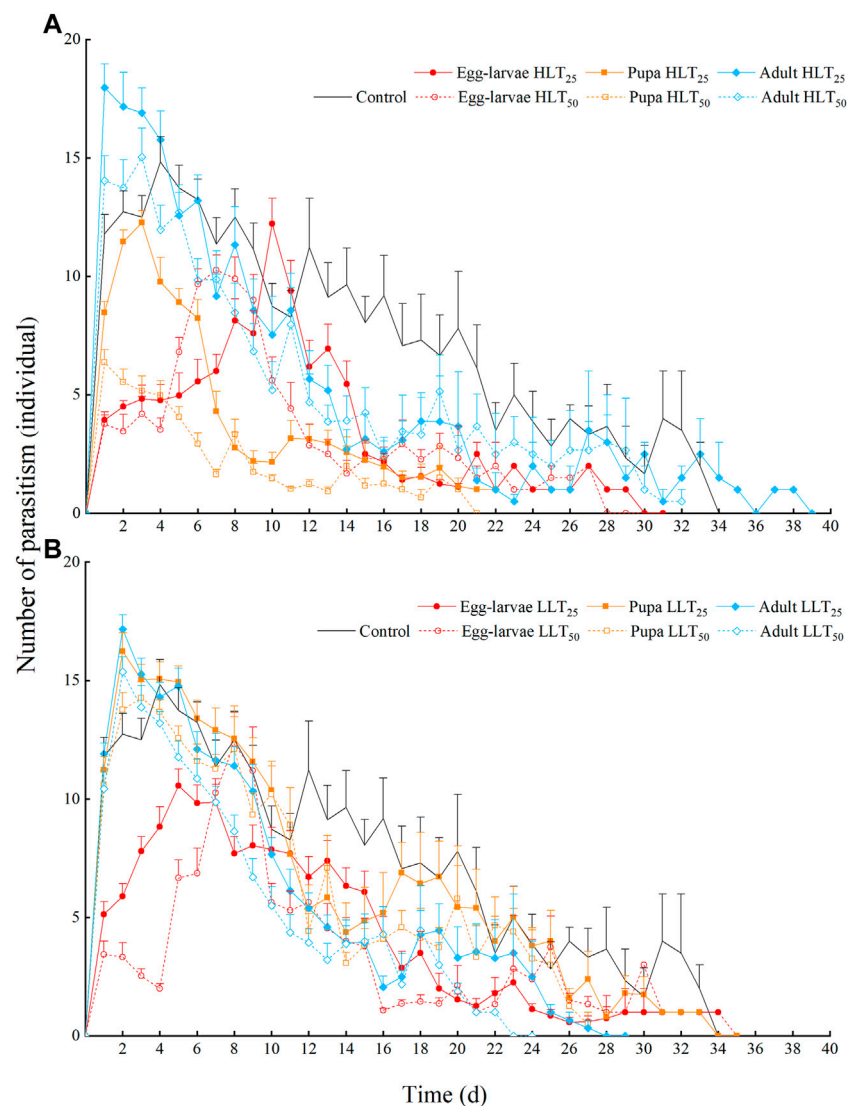 A
20
Egg-larvae HLT25 Pupa HLT25 Adult HLT25
Control Egg-larvae HLT50 Pupa HLT50 Adult HLT50
15
10
5
0
2 4 6 8 10 12 14 16 18 20 22 24 26 28 30 32 34 36 38 40
Number of parasitism (individual)
B
20
Egg-larvae LLT25 Pupa LLT25 Adult LLT25
Control Egg-larvae LLT50 Pupa LLT50 Adult LLT50
15
10
5
0
2 4 6 8 10 12 14 16 18 20 22 24 26 28 30 32 34 36 38 40
Time (d)